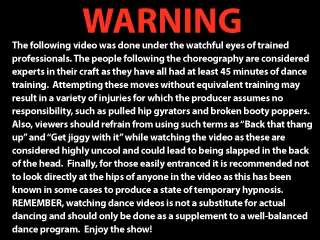 WARNING
The following video was done under the watchful eyes of trained
professionals. The people following the choreography are considered
experts in their craft as they have all had at least 45 minutes of dance
training.  Attempting these moves without equivalent training may
result in a variety of injuries for which the producer assumes no
responsibility, such as pulled hip gyrators and broken booty poppers.
Also, viewers should refrain from using such terms as “Back that thang
up” and “Get jiggy with it” while watching the video as these are
considered highly uncool and could lead to being slapped in the back
of the head.  Finally, for those easily entranced it is recommended not
to look directly at the hips of anyone in the video as this has been
known in some cases to produce a state of temporary hypnosis.
REMEMBER, watching dance videos is not a substitute for actual
dancing and should only be done as a supplement to a well-balanced
dance program.  Enjoy the show!